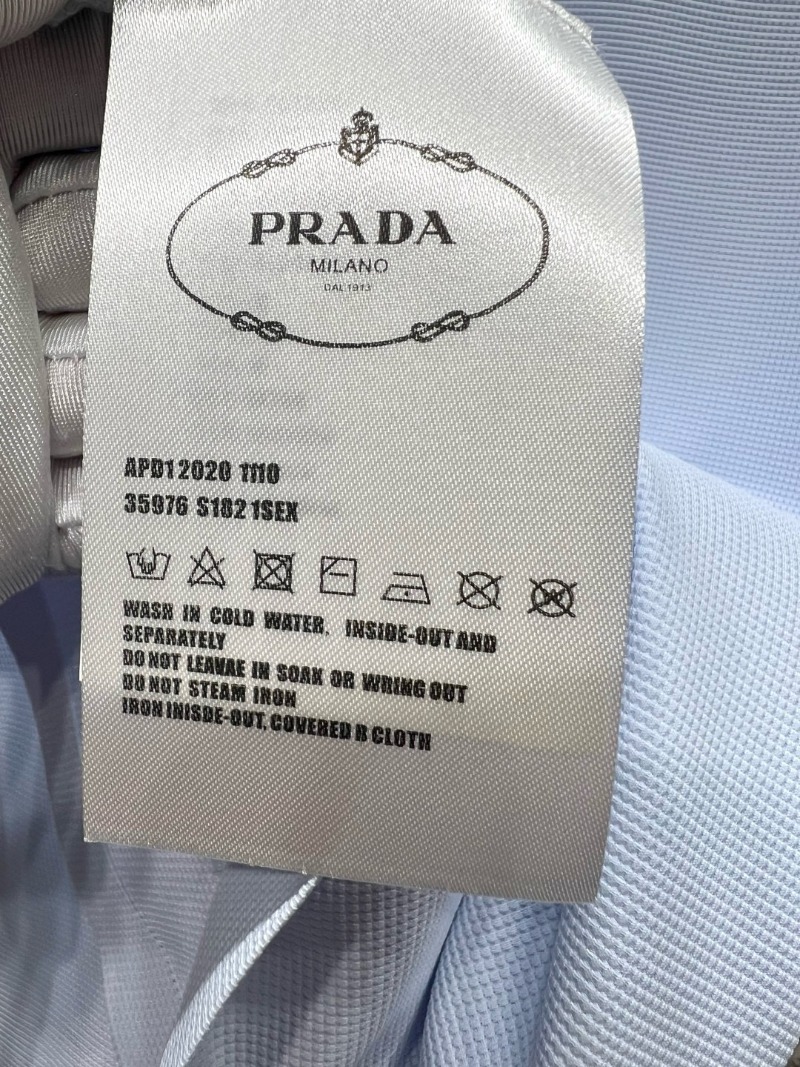 PRADA
MILANO
DAL 1913
APD12020 1110
35976 S182 1SEX
WASH IN COLD WATER, INSIDE-OUT AND
SEPARATELY
DO NOT LEAVAE IN SOAK OR WRING OUT
DO NOT STEAM IRON
IRON INISDE-OUT, COVERED B CLOTH